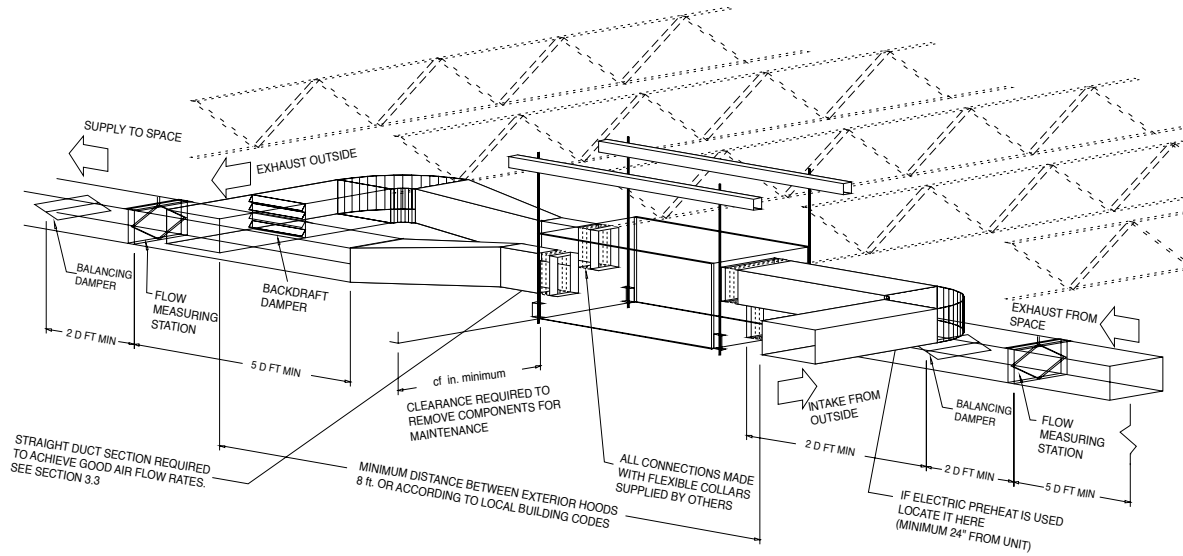 SUPPLY TO SPACE
EXHAUST OUTSIDE
BALANCING
DAMPER
FLOW
MEASURING
STATION
BACKDRAFT
DAMPER
2 D FT MIN
5 D FT MIN
cf in. minimum
CLEARANCE REQUIRED TO
REMOVE COMPONENTS FOR
MAINTENANCE
STRAIGHT DUCT SECTION REQUIRED
TO ACHIEVE GOOD AIR FLOW RATES.
SEE SECTION 3.3
MINIMUM DISTANCE BETWEEN EXTERIOR HOODS
8 ft. OR ACCORDING TO LOCAL BUILDING CODES
ALL CONNECTIONS MADE
WITH FLEXIBLE COLLARS
SUPPLIED BY OTHERS
EXHAUST FROM
SPACE
INTAKE FROM
OUTSIDE
BALANCING
DAMPER
FLOW
MEASURING
STATION
2 D FT MIN
2 D FT MIN
5 D FT MIN
IF ELECTRIC PREHEAT IS USED
LOCATE IT HERE
(MINIMUM 24" FROM UNIT)